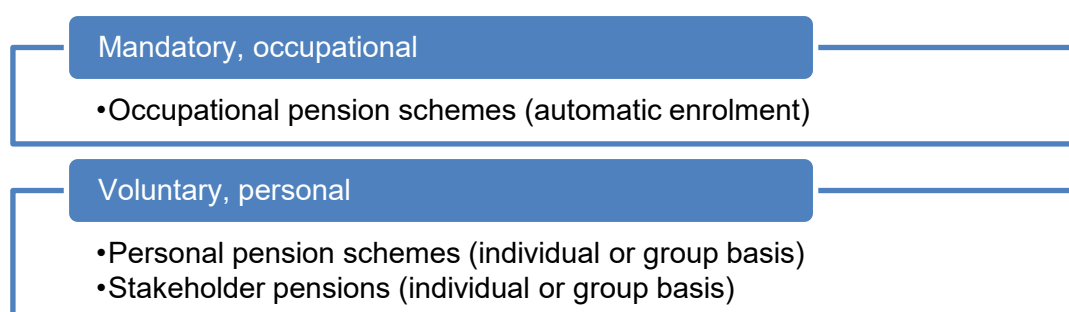 Mandatory, occupational
•Occupational pension schemes (automatic enrolment)
Voluntary, personal
•Personal pension schemes (individual or group basis)
•Stakeholder pensions (individual or group basis)